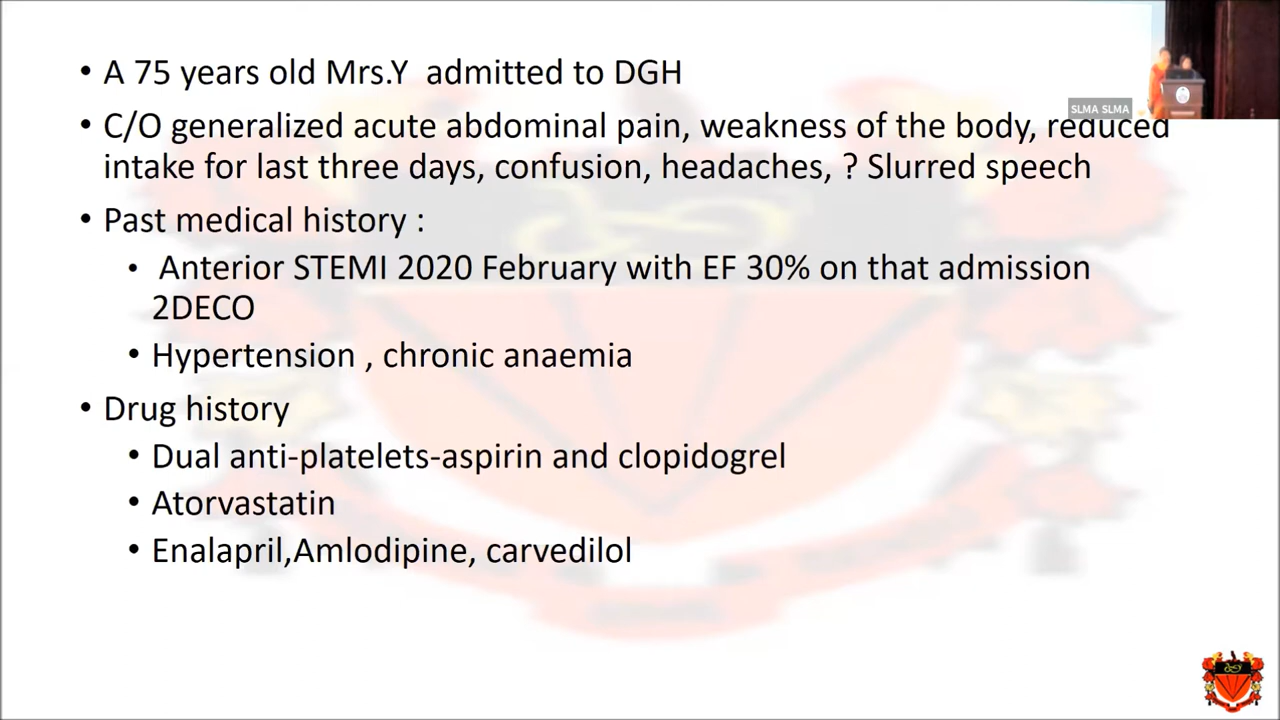 • A 75 years old Mrs.Y admitted to DGH
SLMA SLMA
• C/O generalized acute abdominal pain, weakness of the body, reduced
intake for last three days, confusion, headaches, ? Slurred speech
• Past medical history :
• Anterior STEMI 2020 February with EF 30% on that admission
2DECO
• Hypertension , chronic anaemia
• Drug history
• Dual anti-platelets-aspirin and clopidogrel
• Atorvastatin
• Enalapril,Amlodipine, carvedilol